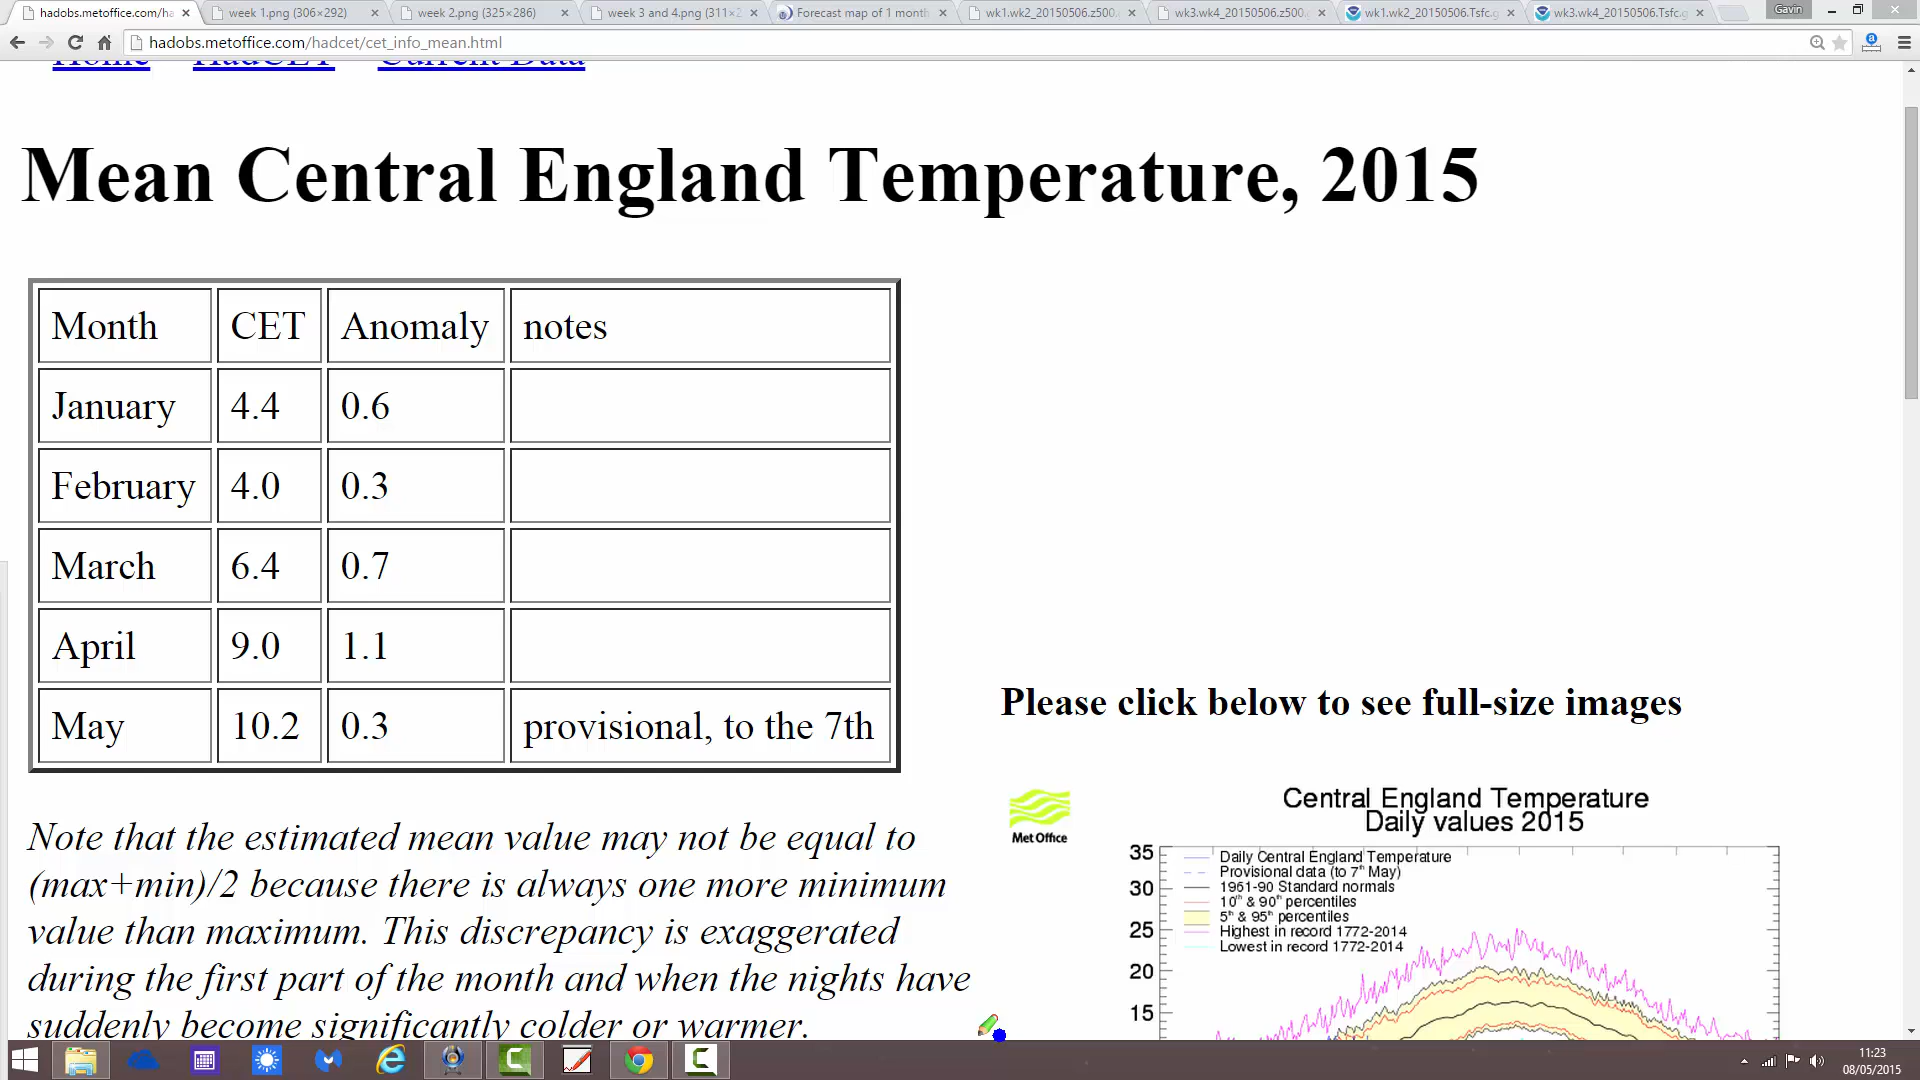 hadobs.metoffice.com/ha
week 1.png (306×292)
week 2.png (325×286)
week 3 and 4.png (311×2
Forecast map of 1 month
wk1.wk2_20150506.z500.
wk3.wk4_20150506.z500.
wk1.wk2_20150506.Tsfc.g
wk3.wk4_20150506.Tsfc.g
Gavin
hadobs.metoffice.com/hadcet/cet_info_mean.html
Home HadCET Current Data
Mean Central England Temperature, 2015
Month CET Anomaly notes
January 4.4 0.6
February 4.0 0.3
March 6.4 0.7
April 9.0 1.1
May 10.2 0.3 provisional, to the 7th
Note that the estimated mean value may not be equal to
(max+min)/2 because there is always one more minimum
value than maximum. This discrepancy is exaggerated
during the first part of the month and when the nights have
suddenly become significantly colder or warmer.
Please click below to see full-size images
Met Office
Central England Temperature
Daily values 2015
35
30
25
20
15
Daily Central England Temperature
Provisional data (to 7th May)
1961-90 Standard normals
10th & 90th percentiles
5th & 95th percentiles
Highest in record 1772-2014
Lowest in record 1772-2014
11:23
08/05/2015